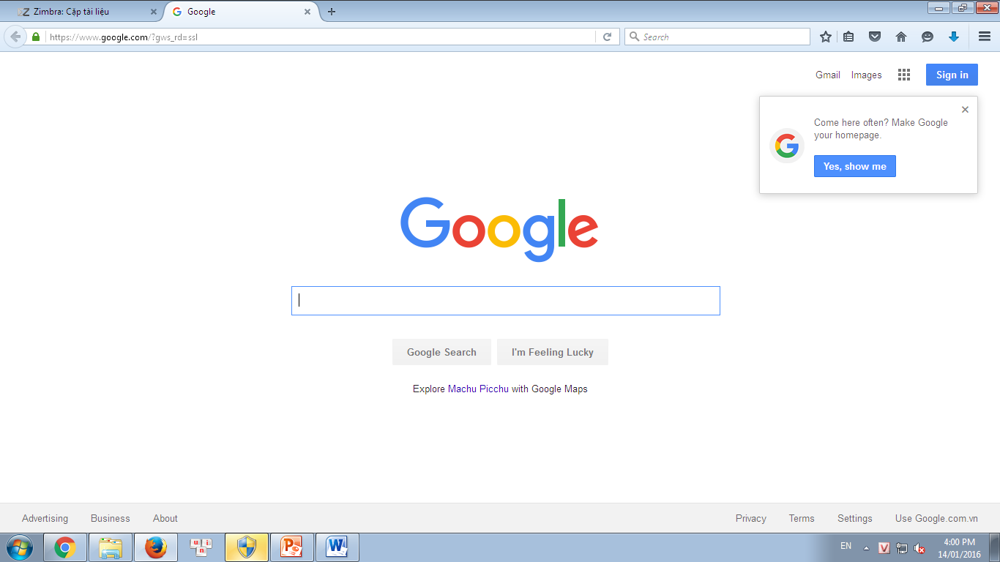 Zimbra: Cặp tài liệu
Google
https://www.google.com/?gws_rd=ssl
Search
Gmail Images Sign in
Come here often? Make Google
your homepage.
Yes, show me
Google
Google Search I'm Feeling Lucky
Explore Machu Picchu with Google Maps
Advertising Business About Privacy Terms Settings Use Google.com.vn
EN
4:00 PM
14/01/2016